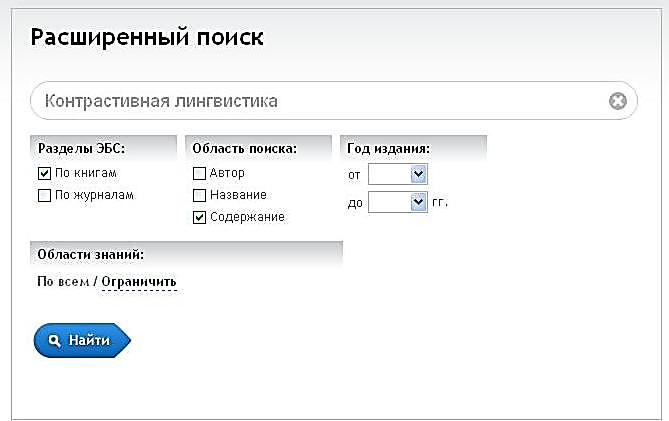 Расширенный поиск
Контрастивная лингвистика
Разделы ЭБС:
По книгам
По журналам
Область поиска:
Автор
Название
Содержание
Год издания:
от
до гг.
Области знаний:
По всем / Ограничить
Найти